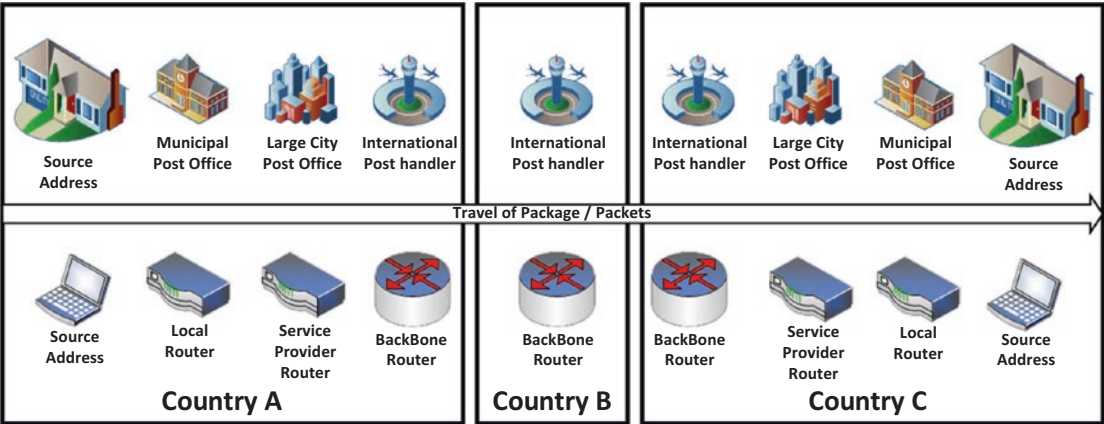 Source
Address
Municipal
Post Office
Large City
Post Office
International
Post handler
International
Post handler
International
Post handler
Large City
Post Office
Municipal
Post Office
Source
Address
Travel of Package / Packets
Source
Address
Local
Router
Service
Provider
Router
BackBone
Router
BackBone
Router
BackBone
Router
Service
Provider
Router
Local
Router
Source
Address
Country A
Country B
Country C